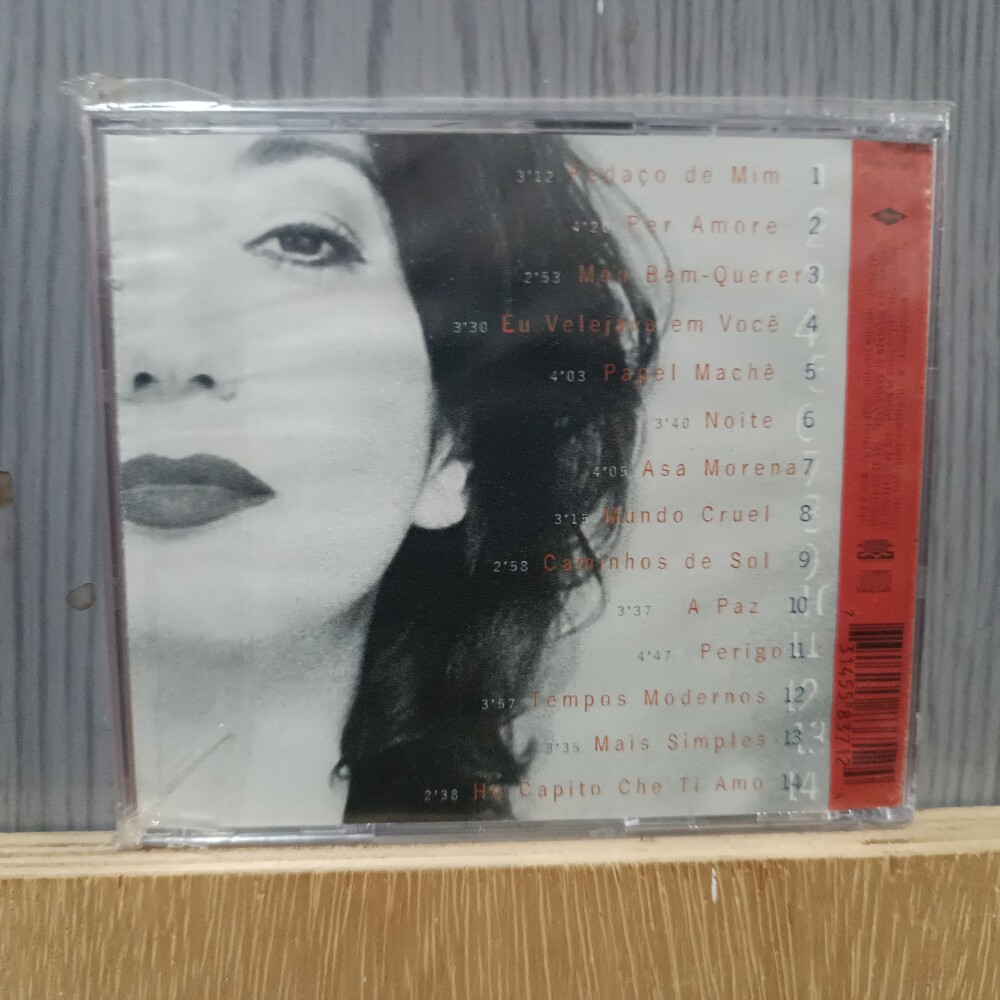 3'12 Pedaço de Mim 1
4'20 Per Amore 2
2'53 Meu Bem-Querer 3
3'30 Eu Velejava em Você 4
4'03 Papel Machê 5
3'40 Noite 6
4'05 Asa Morena 7
3'15 Mundo Cruel 8
2'58 Caminhos de Sol 9
3'37 A Paz 10
4'47 Perigo 11
3'57 Tempos Modernos 12
3'35 Mais Simples 13
2'38 Ho Capito Che Ti Amo 14